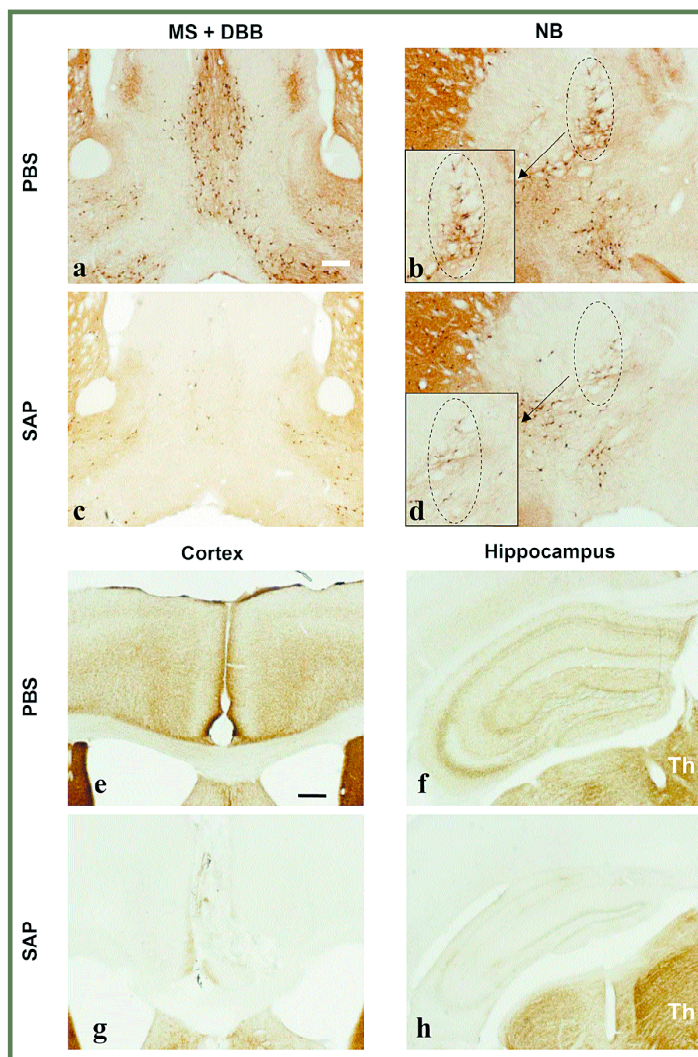 MS + DBB
NB
PBS
a
b
SAP
c
d
Cortex
Hippocampus
PBS
e
f
Th
SAP
g
h
Th